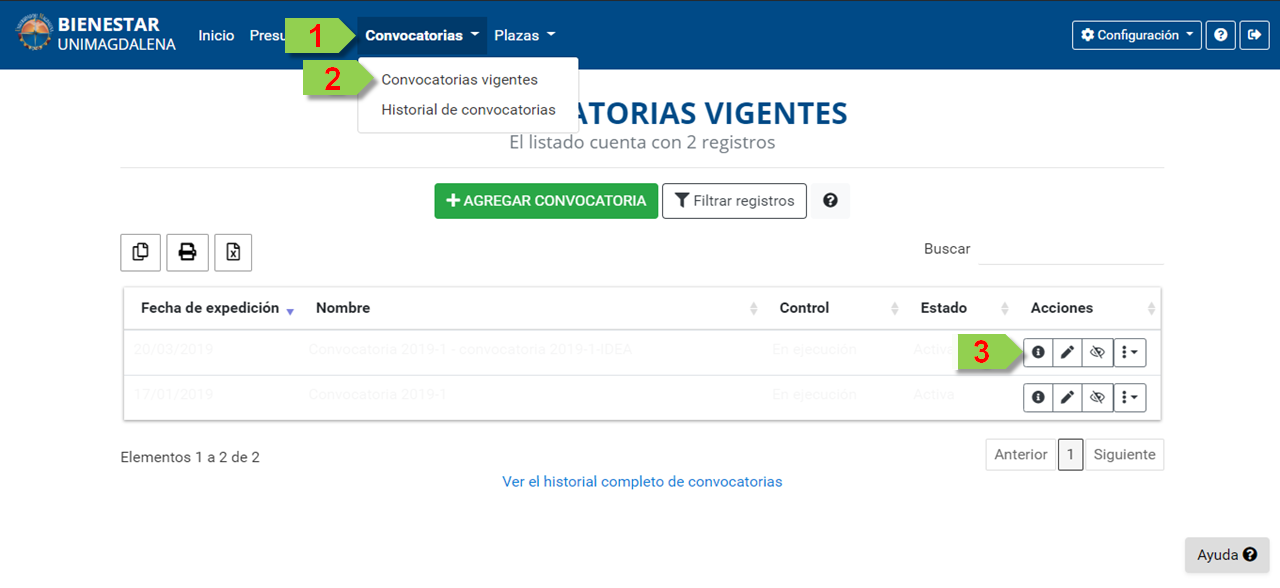 BIENESTAR
UNIMAGDALENA
Inicio
Presu
1
Convocatorias
Plazas
Configuración
2
Convocatorias vigentes
Historial de convocatorias
ATORIAS VIGENTES
El listado cuenta con 2 registros
AGREGAR CONVOCATORIA
Filtrar registros
Buscar
Fecha de expedición Nombre Control Estado Acciones
20/03/2019 Convocatoria 2019-1 - convocatoria 2019-1-IDEA En ejecución Activa
3
17/01/2019 Convocatoria 2019-1 En ejecución Activa
Elementos 1 a 2 de 2
Anterior 1 Siguiente
Ver el historial completo de convocatorias
Ayuda